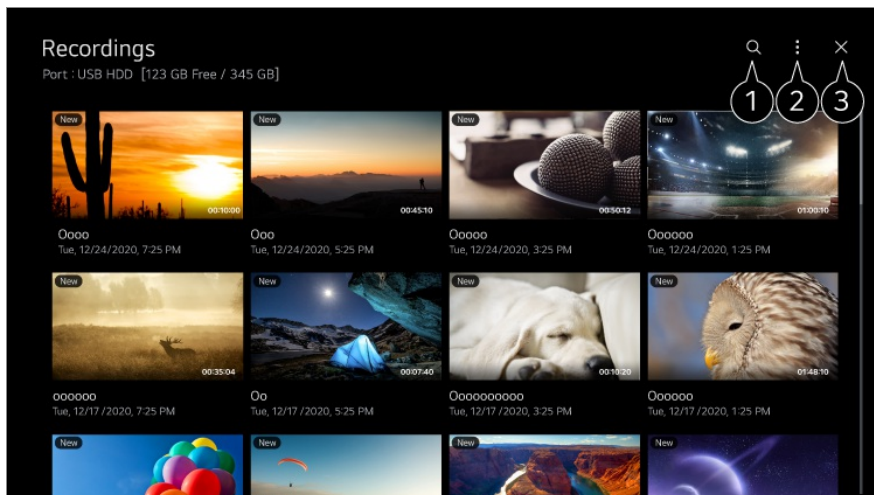 Recordings
Port : USB HDD [123 GB Free / 345 GB]
1 2 3
New New New New
00:10:00 00:45:10 00:50:12 01:00:10
Oooo Ooo Ooooo Oooooo
Tue, 12/24/2020, 7:25 PM Tue, 12/24/2020, 5:25 PM Tue, 12/24/2020, 3:25 PM Tue, 12/24/2020, 1:25 PM
New New New New
00:35:04 00:07:40 00:10:20 01:48:10
oooooo Oo Oooooooooo Oooooo
Tue, 12/17 /2020, 7:25 PM Tue, 12/17 /2020, 5:25 PM Tue, 12/17 /2020, 3:25 PM Tue, 12/17 /2020, 1:25 PM
New New New New